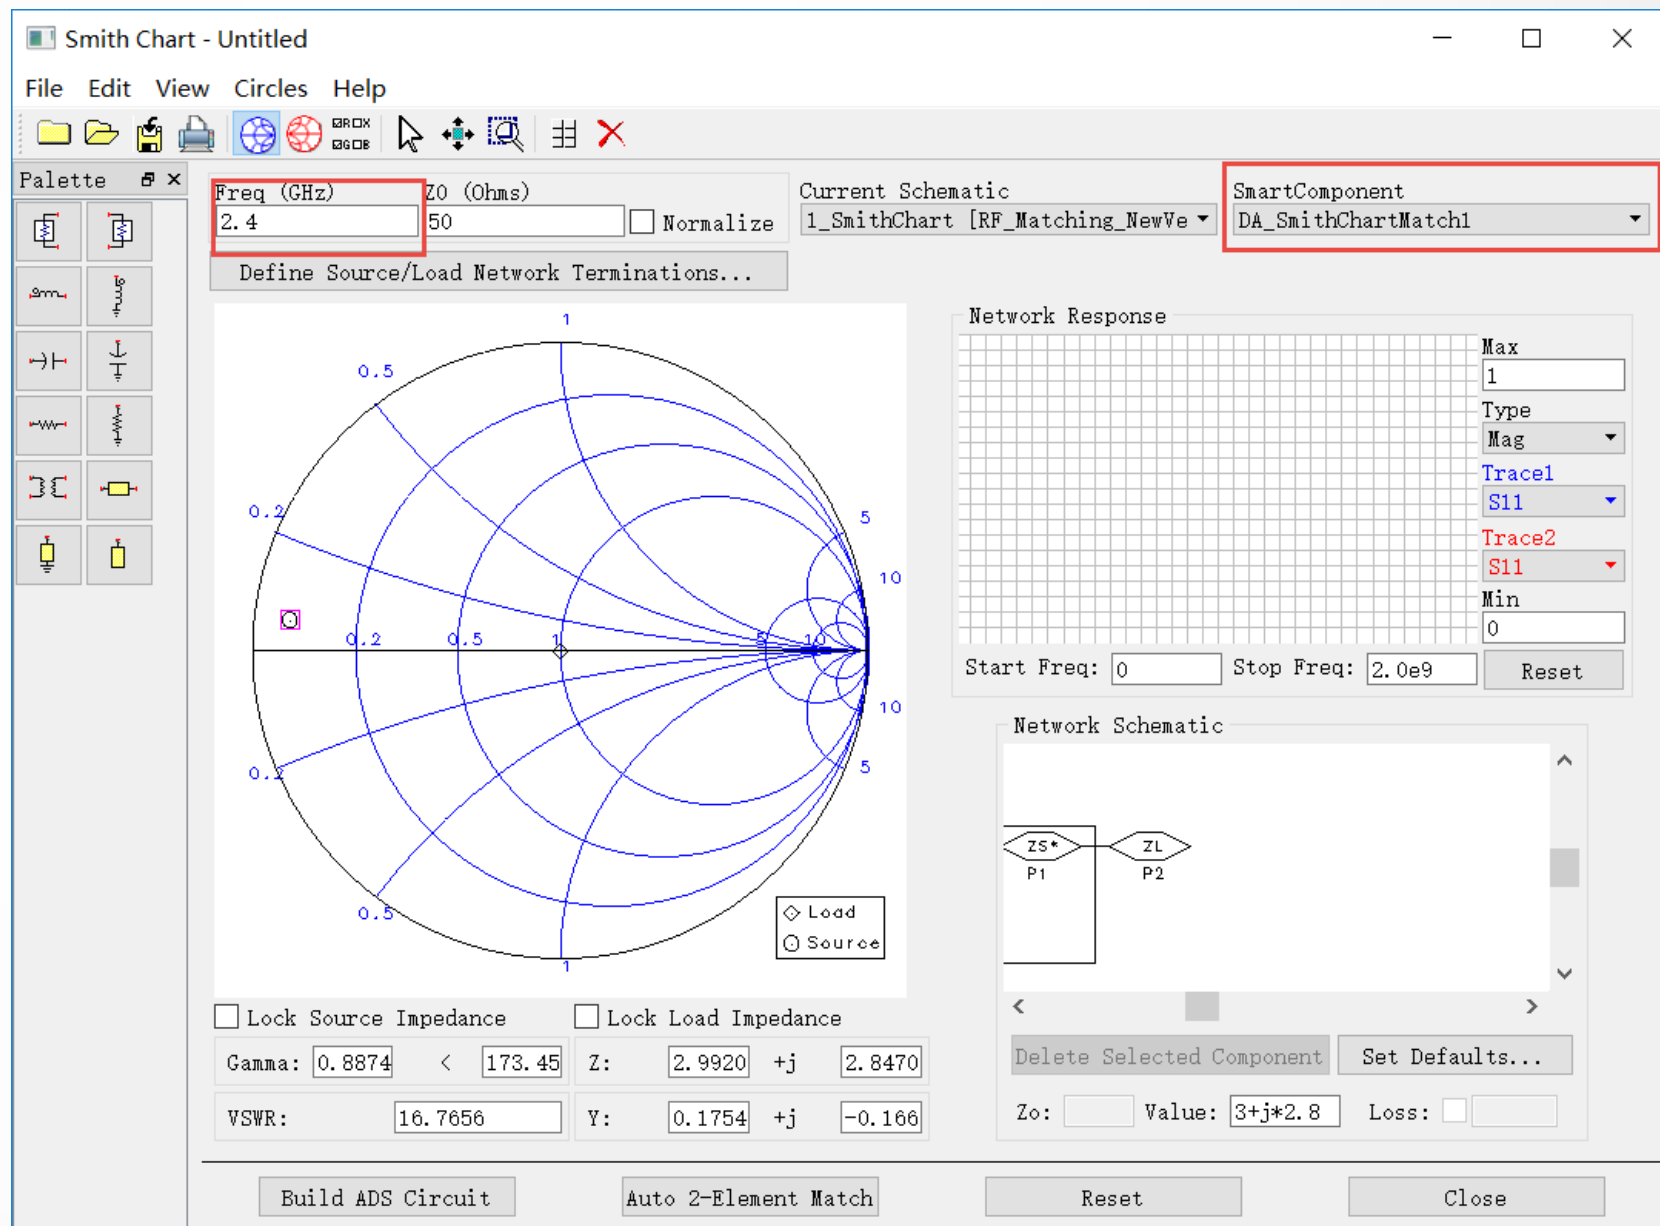 Smith Chart - Untitled
File Edit View Circles Help
⊠R□X
⊠G□B
Palette
Freq (GHz)
2.4
Z0 (Ohms)
50
Normalize
Current Schematic
1_SmithChart [RF_Matching_NewVe
SmartComponent
DA_SmithChartMatch1
Define Source/Load Network Terminations...
1
0.5
0.2
5
10
0.2 0.5 1 5 10
10
0.2
5
0.5
1
Load
Source
Network Response
Max
1
Type
Mag
Trace1
S11
Trace2
S11
Min
0
Start Freq: 0 Stop Freq: 2.0e9 Reset
Network Schematic
ZS* ZL
P1 P2
Delete Selected Component Set Defaults...
Zo: Value: 3+j*2.8 Loss:
Lock Source Impedance Lock Load Impedance
Gamma: 0.8874 < 173.45 Z: 2.9920 +j 2.8470
VSWR: 16.7656 Y: 0.1754 +j -0.166
Build ADS Circuit Auto 2-Element Match Reset Close